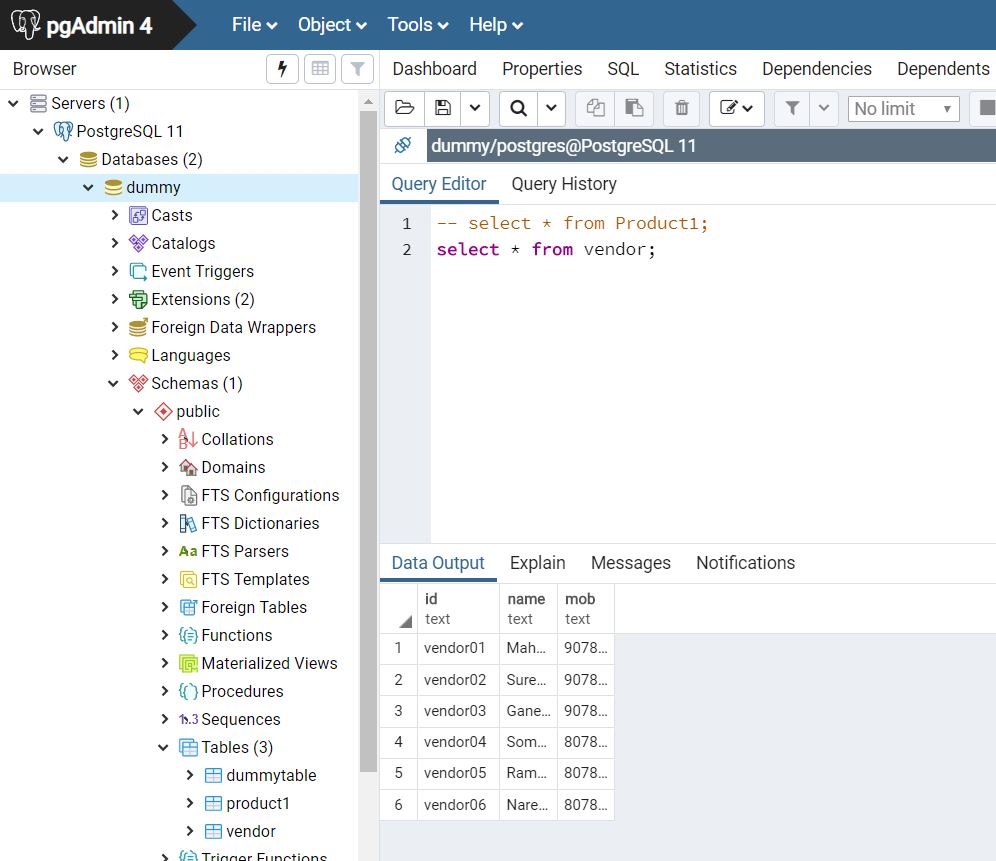 pgAdmin 4
File Object Tools Help
Browser
Dashboard Properties SQL Statistics Dependencies Dependents
No limit
dummy/postgres@PostgreSQL 11
Query Editor Query History
1 -- select * from Product1;
2 select * from vendor;
Servers (1)
PostgreSQL 11
Databases (2)
dummy
Casts
Catalogs
Event Triggers
Extensions (2)
Foreign Data Wrappers
Languages
Schemas (1)
public
Collations
Domains
FTS Configurations
FTS Dictionaries
Aa FTS Parsers
FTS Templates
Foreign Tables
Functions
Materialized Views
Procedures
1..3 Sequences
Tables (3)
dummytable
product1
vendor
Trigger Functions
Data Output Explain Messages Notifications
id name mob
text text text
1 vendor01 Mah... 9078...
2 vendor02 Sure... 9078...
3 vendor03 Gane... 9078...
4 vendor04 Som... 8078...
5 vendor05 Ram... 8078...
6 vendor06 Nare... 8078...